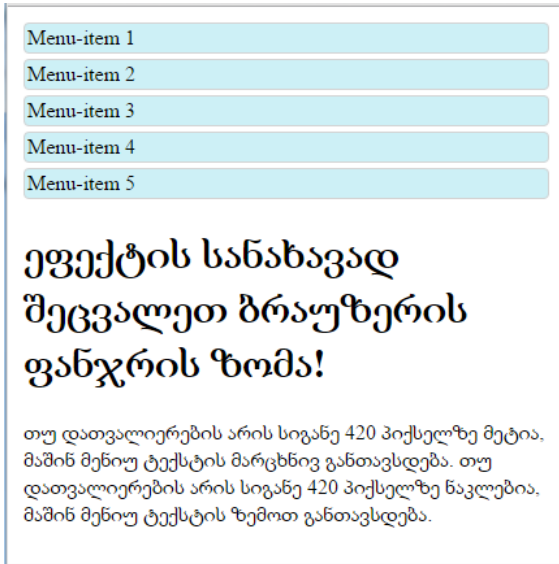 Menu-item 1
Menu-item 2
Menu-item 3
Menu-item 4
Menu-item 5
ეფექტის სანახავად
შეცვალეთ ბრაუზერის
ფანჯრის ზომა!
თუ დათვალიერების არის სიგანე 420 პიქსელზე მეტია,
მაშინ მენიუ ტექსტის მარცხნივ განთავსდება. თუ
დათვალიერების არის სიგანე 420 პიქსელზე ნაკლებია,
მაშინ მენიუ ტექსტის ზემოთ განთავსდება.